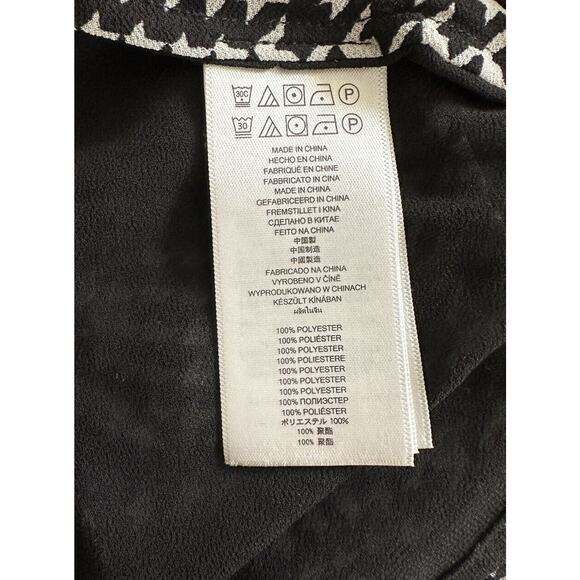 30C P
30 P
MADE IN CHINA
HECHO EN CHINA
FABRIQUÉ EN CHINE
FABBRICATO IN CINA
MADE IN CHINA
GEFABRICEERD IN CHINA
FREMSTILLET I KINA
СДЕЛАНО В КИТАЕ
FEITO NA CHINA
中国製
中国制造
中國製造
FABRICADO NA CHINA
VYROBENO V ČÍNĚ
WYPRODUKOWANO W CHINACH
KÉSZÜLT KÍNÁBAN
ผลิตในจีน
100% POLYESTER
100% POLIÉSTER
100% POLYESTER
100% POLIESTERE
100% POLYESTER
100% POLYESTER
100% POLYESTER
100% ПОЛИЭСТЕР
100% POLIÉSTER
ポリエステル 100%
100% 聚酯
100% 聚酯